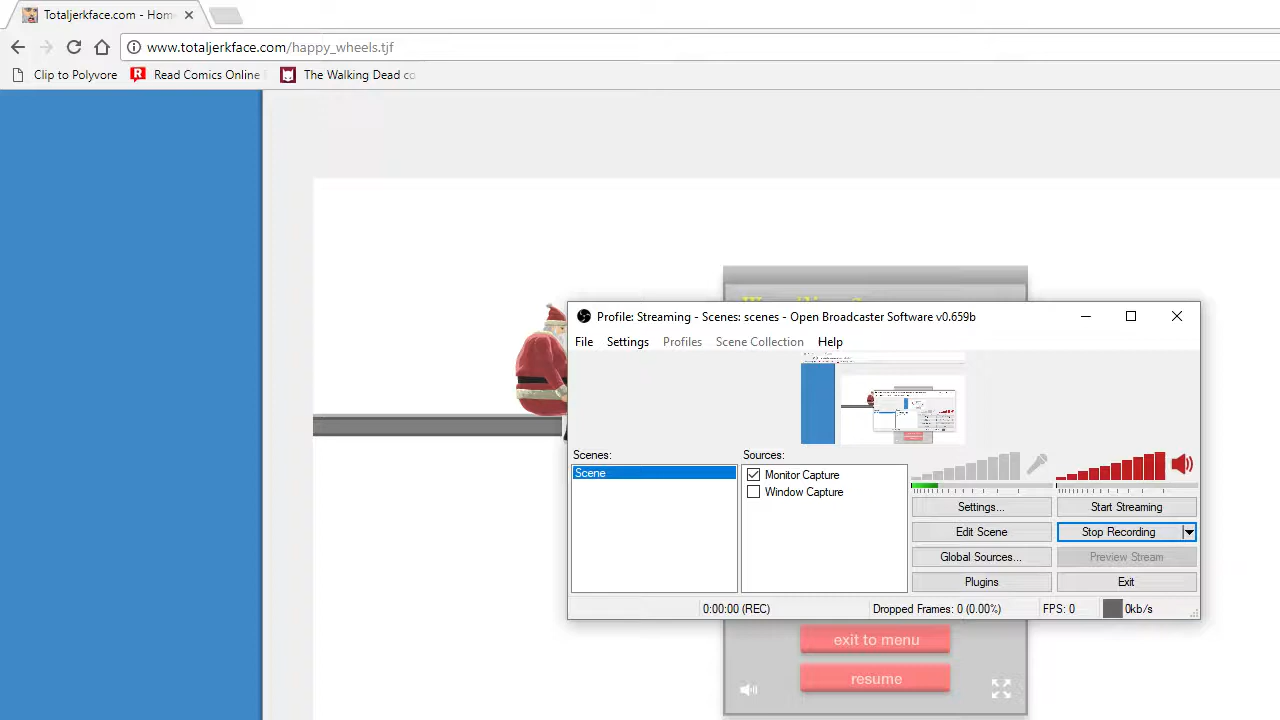 Totaljerkface.com - Hom
www.totaljerkface.com/happy_wheels.tjf
Clip to Polyvore
Read Comics Online
The Walking Dead co
Profile: Streaming - Scenes: scenes - Open Broadcaster Software v0.659b
File Settings Profiles Scene Collection Help
Scenes:
Sources:
Scene
Monitor Capture
Window Capture
Settings...
Start Streaming
Edit Scene
Stop Recording
Global Sources...
Preview Stream
Plugins
Exit
0:00:00 (REC)
Dropped Frames: 0 (0.00%)
FPS: 0
0kb/s
exit to menu
resume